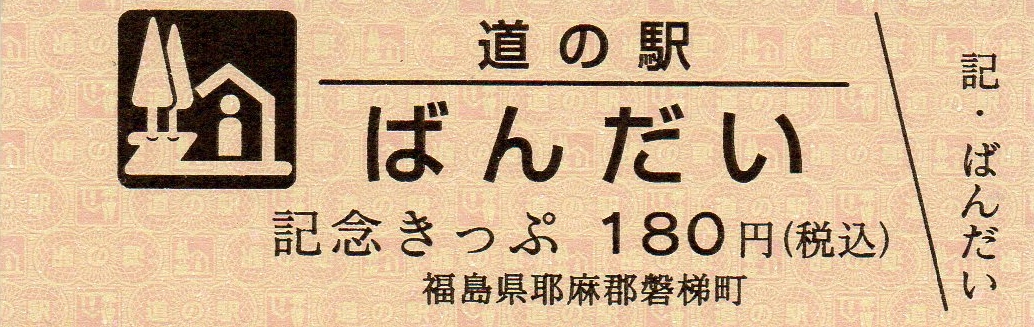 道の駅
ばんだい
記念きっぷ 180円(税込)
福島県耶麻郡磐梯町
記・ばんだい